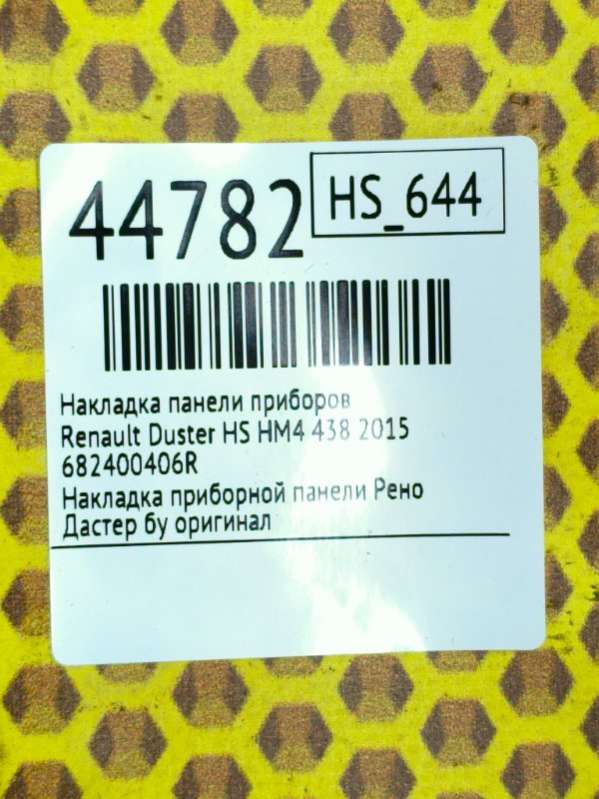 44782
HS_644
Накладка панели приборов
Renault Duster HS HM4 438 2015
682400406R
Накладка приборной панели Рено
Дастер бу оригинал